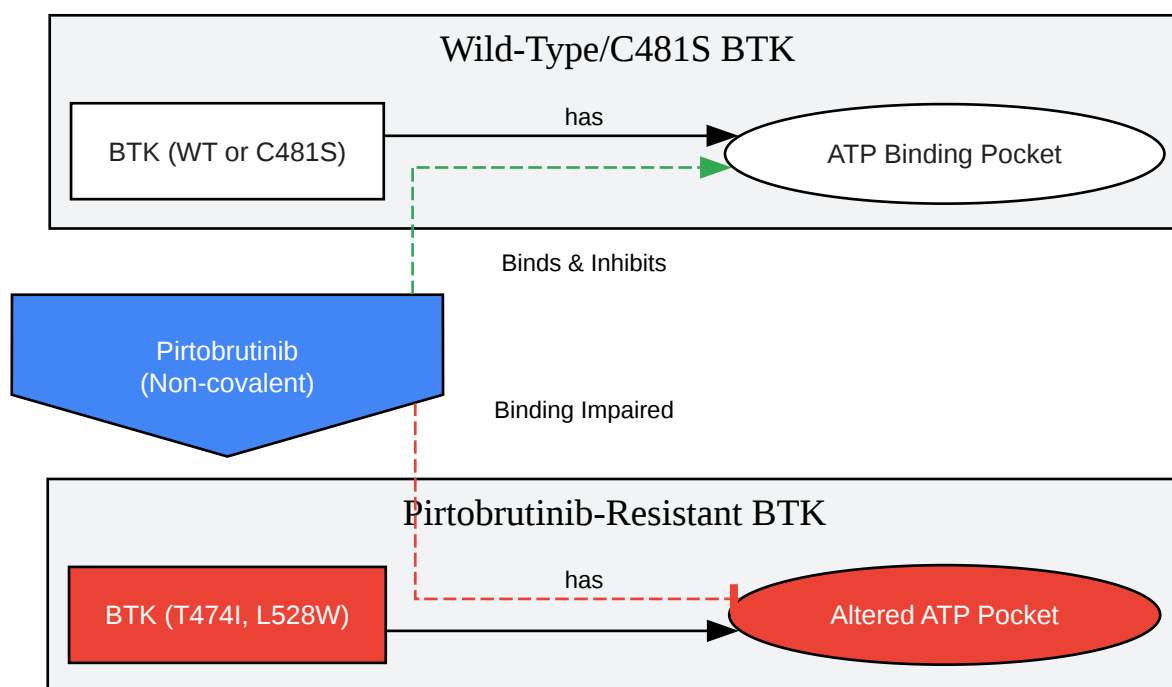 Wild-Type/C481S BTK
has
BTK (WT or C481S)
ATP Binding Pocket
Binds & Inhibits
Pirtobrutinib
(Non-covalent)
Binding Impaired
Pirtobrutinib-Resistant BTK
has
BTK (T474I, L528W)
Altered ATP Pocket